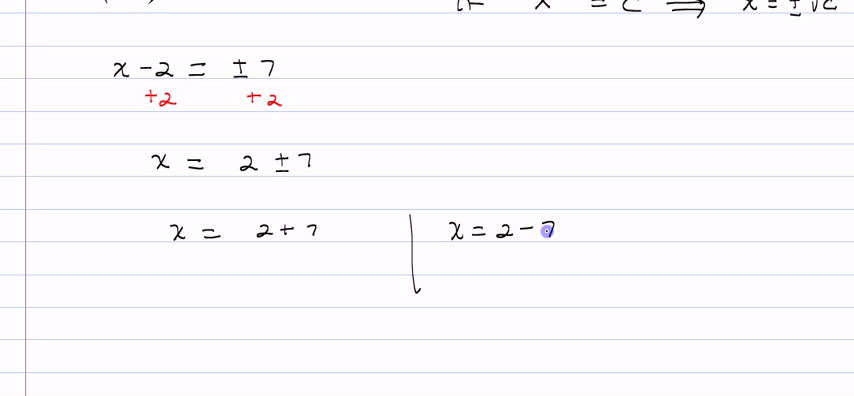 x = ± √c
x - 2 = ± 7
+2 +2
x = 2 ± 7
x = 2 + 7 | x = 2 - 7